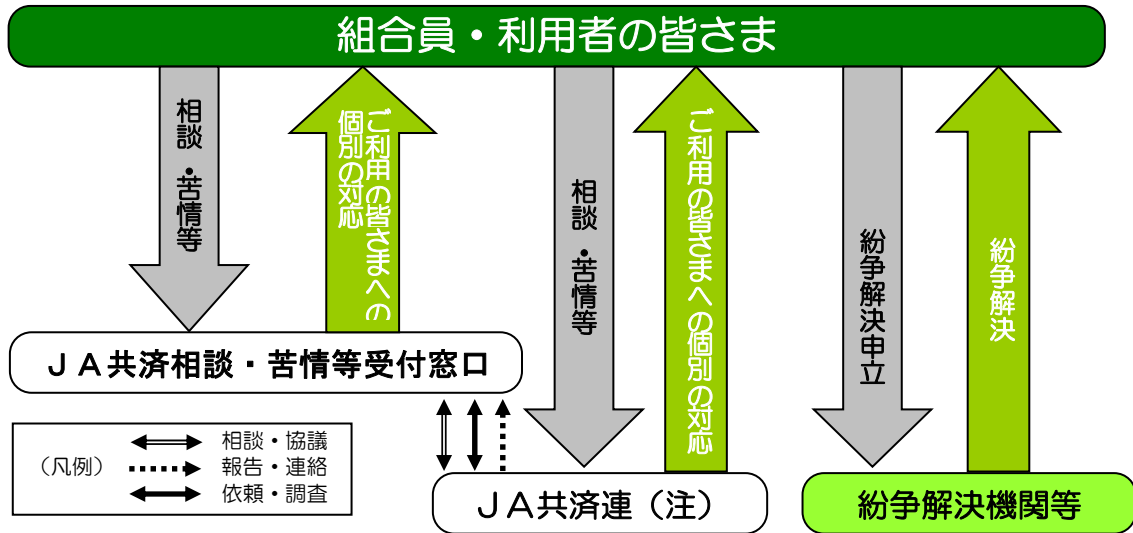 組合員・利用者の皆さま
相談・苦情等
ご利用の皆さまへの
個別の対応
相談・苦情等
ご利用の皆さまへの個別の対応
紛争解決申立
紛争解決
ＪＡ共済相談・苦情等受付窓口
（凡例）
相談・協議
報告・連絡
依頼・調査
ＪＡ共済連（注）
紛争解決機関等